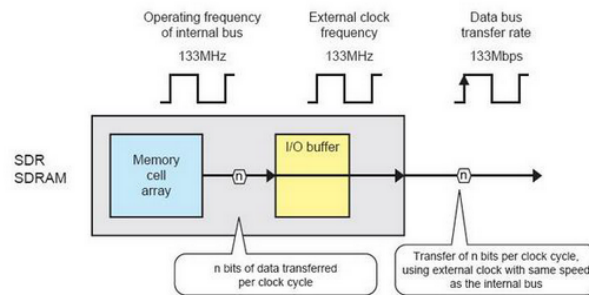 Operating frequency
of internal bus
External clock
frequency
Data bus
transfer rate
133MHz
133MHz
133Mbps
SDR
SDRAM
Memory
cell
array
n
I/O buffer
n
n bits of data transferred
per clock cycle
Transfer of n bits per clock cycle,
using external clock with same speed
as the internal bus